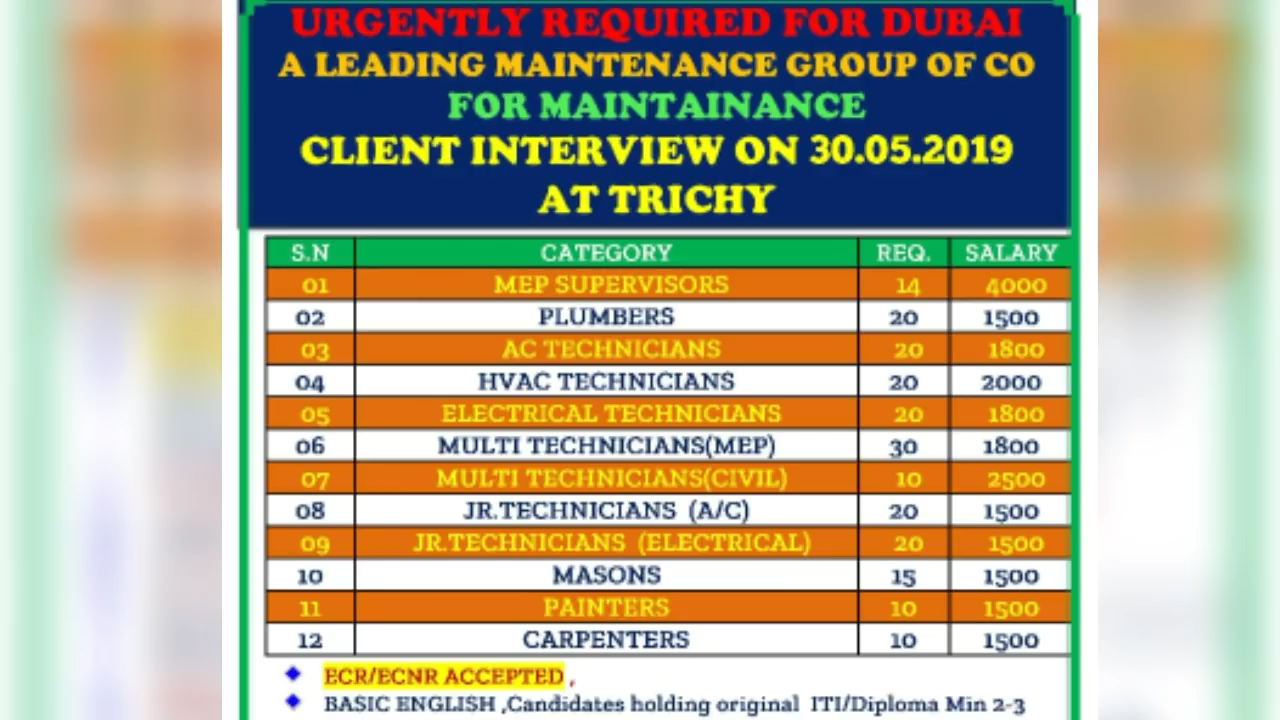 URGENTLY REQUIRED FOR DUBAI
A LEADING MAINTENANCE GROUP OF CO
FOR MAINTAINANCE
CLIENT INTERVIEW ON 30.05.2019
AT TRICHY
S.N CATEGORY REQ. SALARY
01 MEP SUPERVISORS 14 4000
02 PLUMBERS 20 1500
03 AC TECHNICIANS 20 1800
04 HVAC TECHNICIANS 20 2000
05 ELECTRICAL TECHNICIANS 20 1800
06 MULTI TECHNICIANS(MEP) 30 1800
07 MULTI TECHNICIANS(CIVIL) 10 2500
08 JR.TECHNICIANS (A/C) 20 1500
09 JR.TECHNICIANS (ELECTRICAL) 20 1500
10 MASONS 15 1500
11 PAINTERS 10 1500
12 CARPENTERS 10 1500
ECR/ECNR ACCEPTED ,
BASIC ENGLISH ,Candidates holding original ITI/Diploma Min 2-3